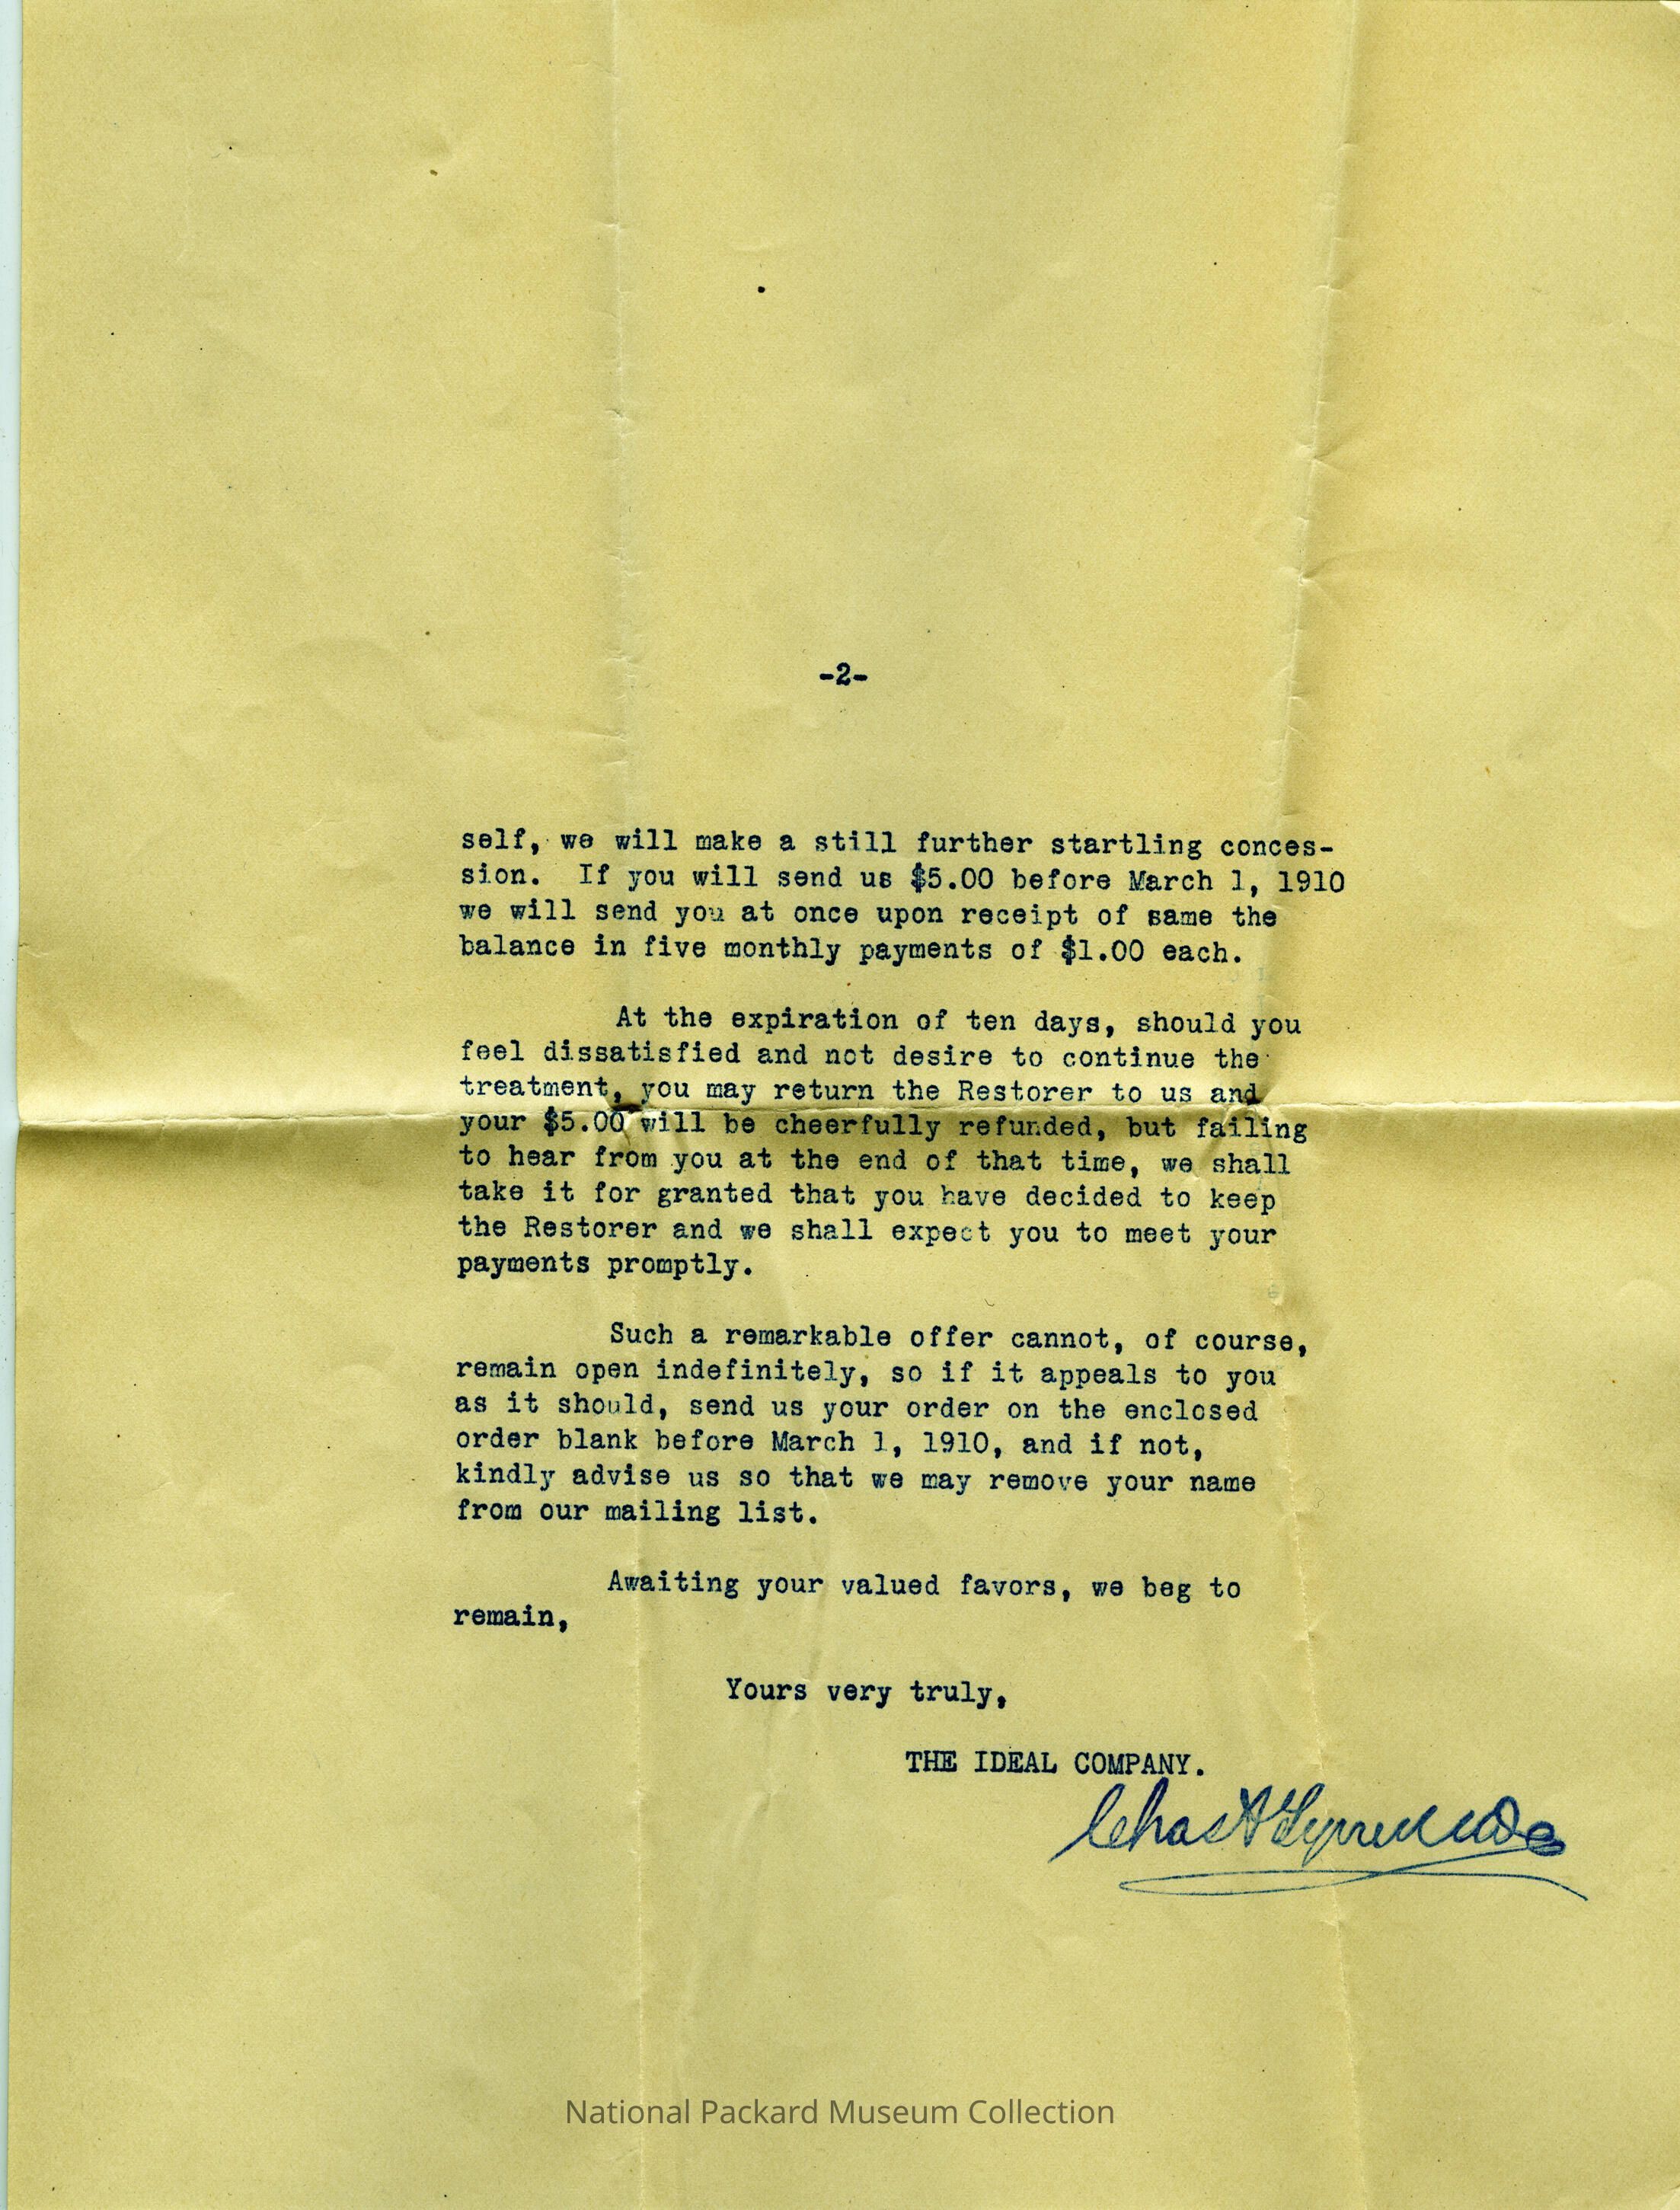 -2-
self, we will make a still further startling conces-
sion. If you will send us $5.00 before March 1, 1910
we will send you at once upon receipt of same the
balance in five monthly payments of $1.00 each.
At the expiration of ten days, should you
feel dissatisfied and not desire to continue the
treatment, you may return the Restorer to us and
your $5.00 will be cheerfully refunded, but failing
to hear from you at the end of that time, we shall
take it for granted that you have decided to keep
the Restorer and we shall expect you to meet your
payments promptly.
Such a remarkable offer cannot, of course,
remain open indefinitely, so if it appeals to you
as it should, send us your order on the enclosed
order blank before March 1, 1910, and if not,
kindly advise us so that we may remove your name
from our mailing list.
Awaiting your valued favors, we beg to
remain,
Yours very truly,
THE IDEAL COMPANY.
Chas A
National Packard Museum Collection